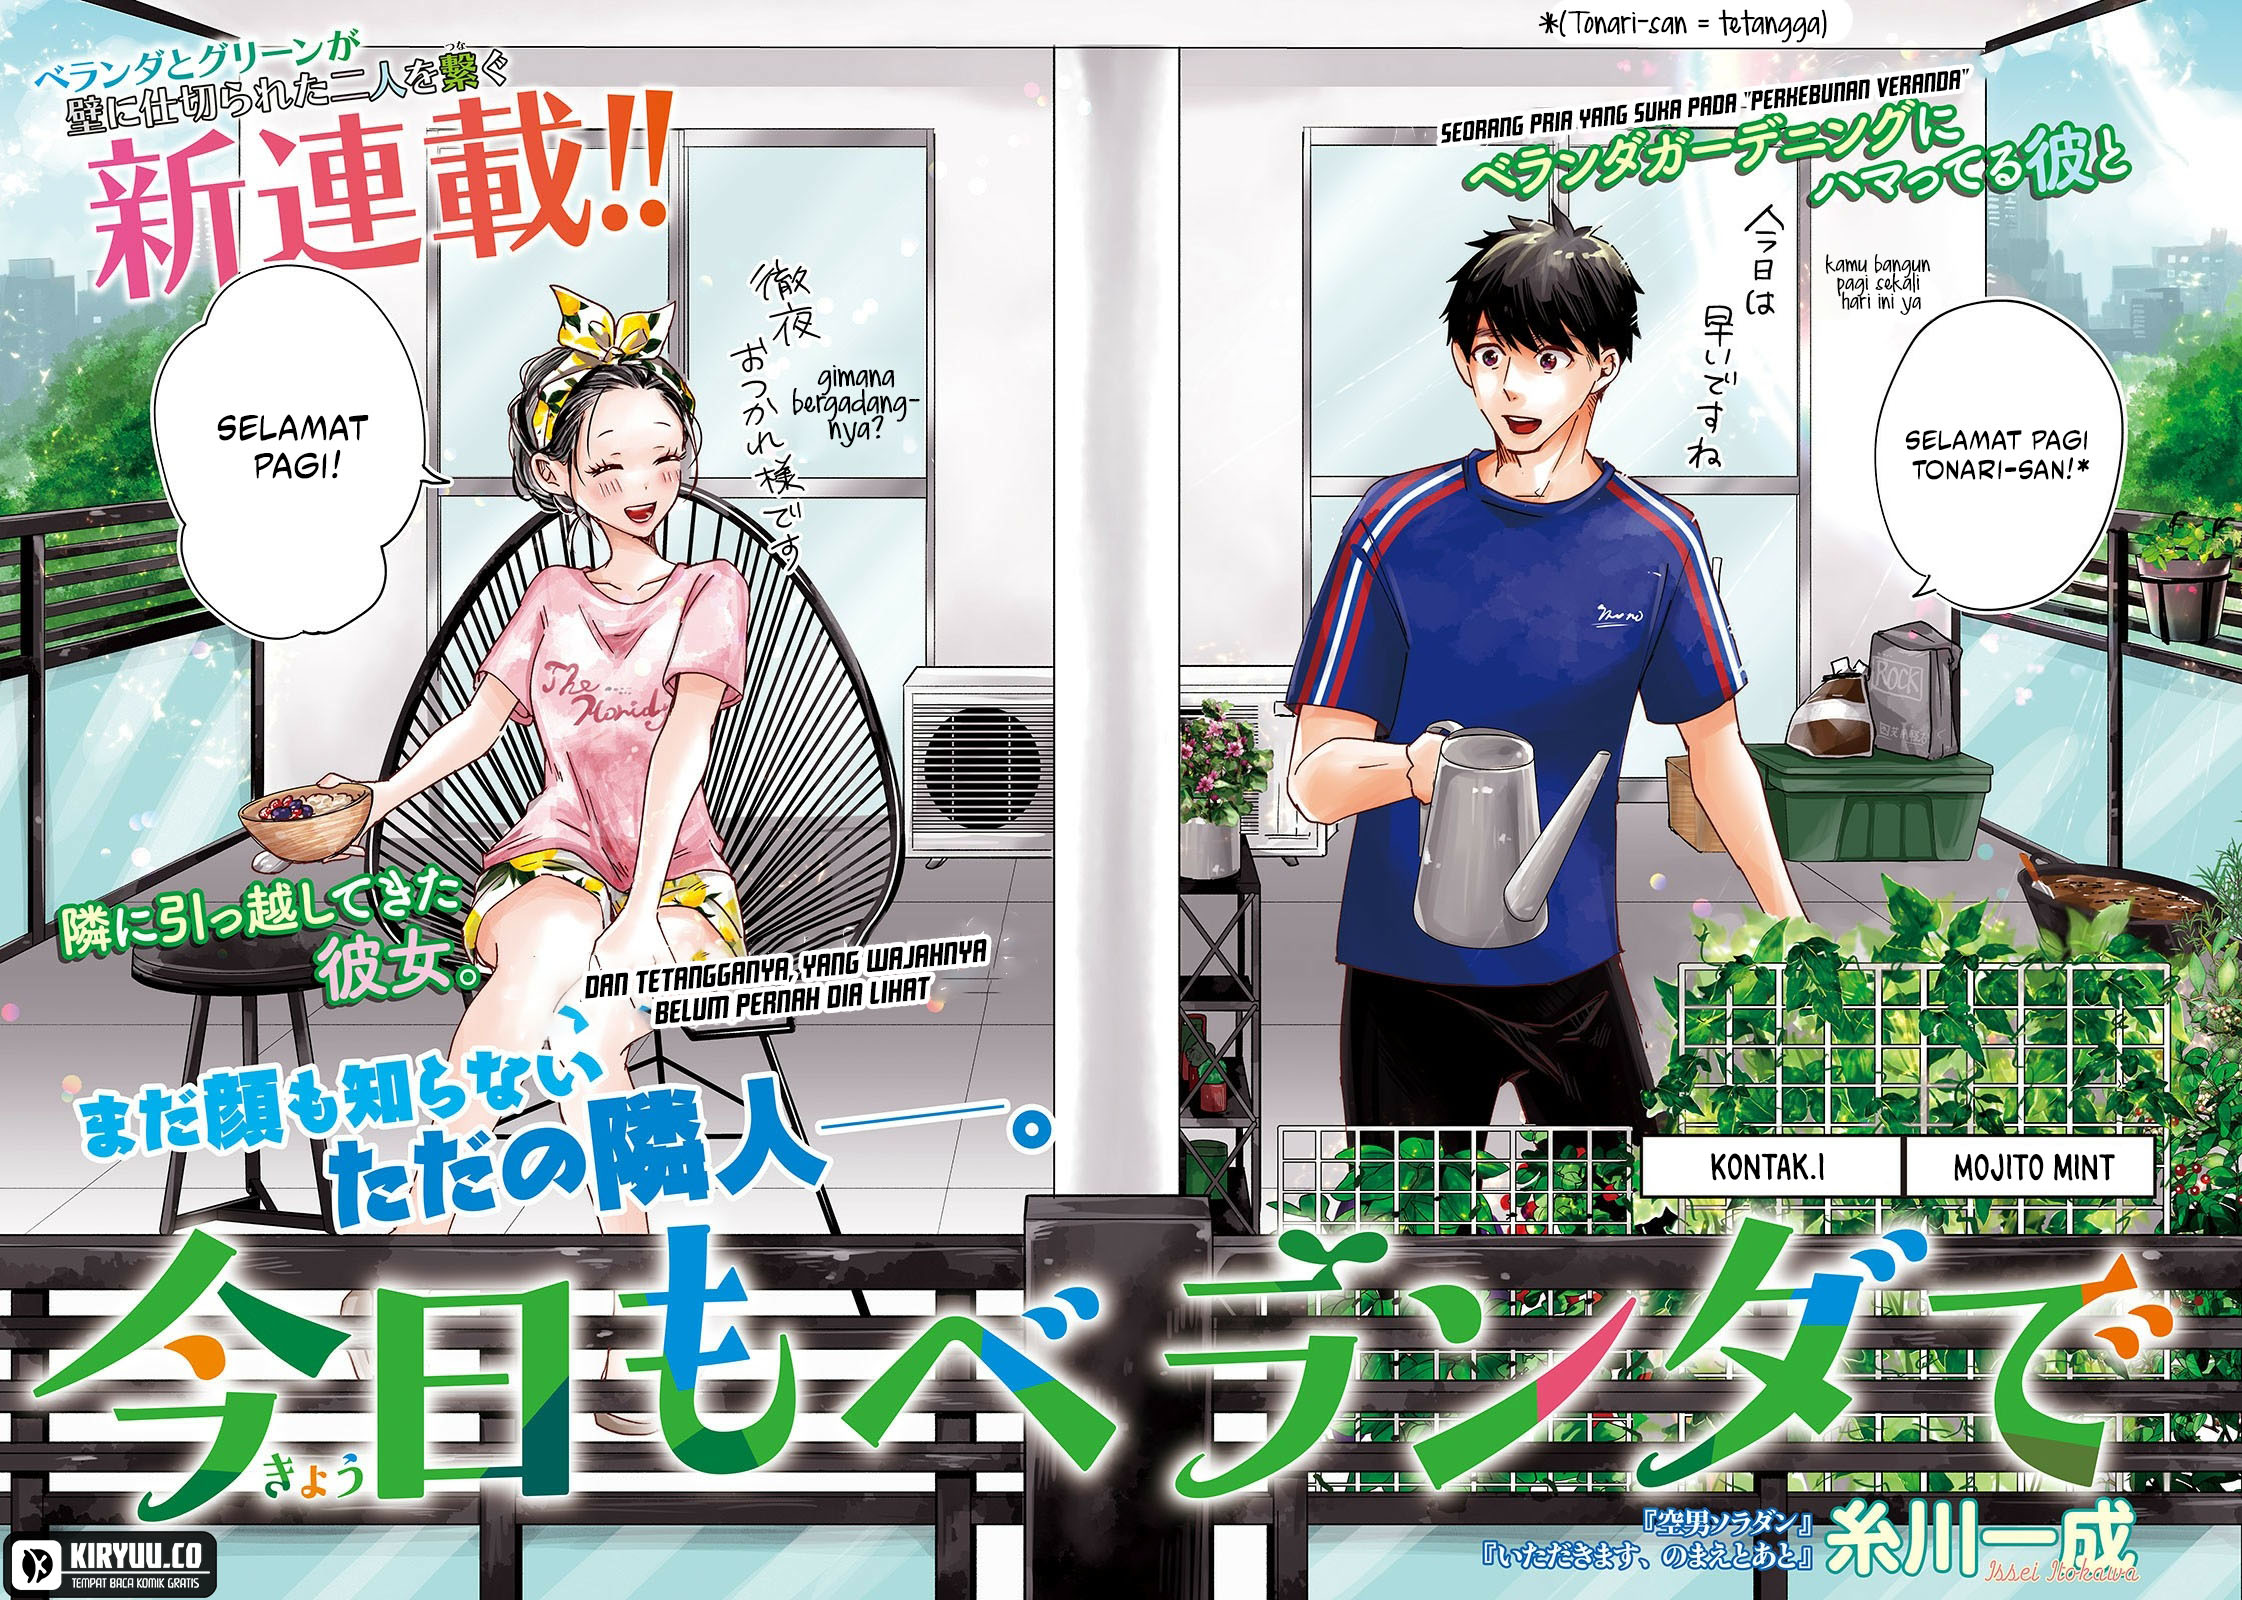 *(Tonari-san = tetangga)
SEORANG PRIA YANG SUKA PADA "PERKEBUNAN VERANDA"
ベランダガーデニングに
ハマってる彼と
今日は
早いですね
kamu bangun
pagi sekali
hari ini ya
SELAMAT PAGI
TONARI-SAN!*
mono
ROCK
KONTAK.1
MOJITO MINT
ベランダとグリーンが
壁に仕切られた二人を繋ぐ
つな
新連載!!
徹夜
おつかれ様です
gimana
bergadang-
nya?
SELAMAT
PAGI!
The
隣に引っ越してきた
彼女。
DAN TETANGGANYA, YANG WAJAHNYA
BELUM PERNAH DIA LIHAT
まだ顔も知らない、
ただの隣人――。
今日もベランダで
きょう
『空男ソラダン』
『いただきます、のまえとあと』
糸川一成
Issei Itokawa
KIRYUU.CO
TEMPAT BACA KOMIK GRATIS